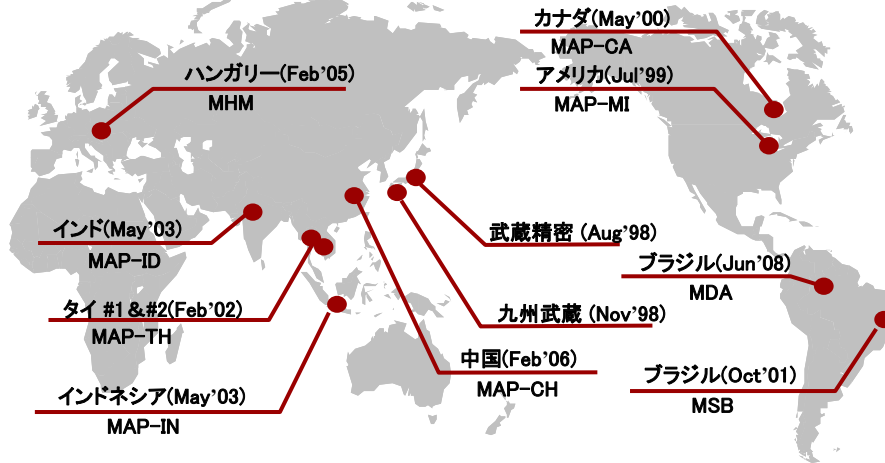 カナダ(May’00)
MAP-CA
アメリカ(Jul’99)
MAP-MI
ハンガリー(Feb’05)
MHM
インド(May’03)
MAP-ID
武蔵精密 (Aug’98)
ブラジル(Jun’08)
MDA
タイ #1&#2(Feb’02)
MAP-TH
九州武蔵 (Nov’98)
中国(Feb’06)
MAP-CH
ブラジル(Oct’01)
MSB
インドネシア(May’03)
MAP-IN